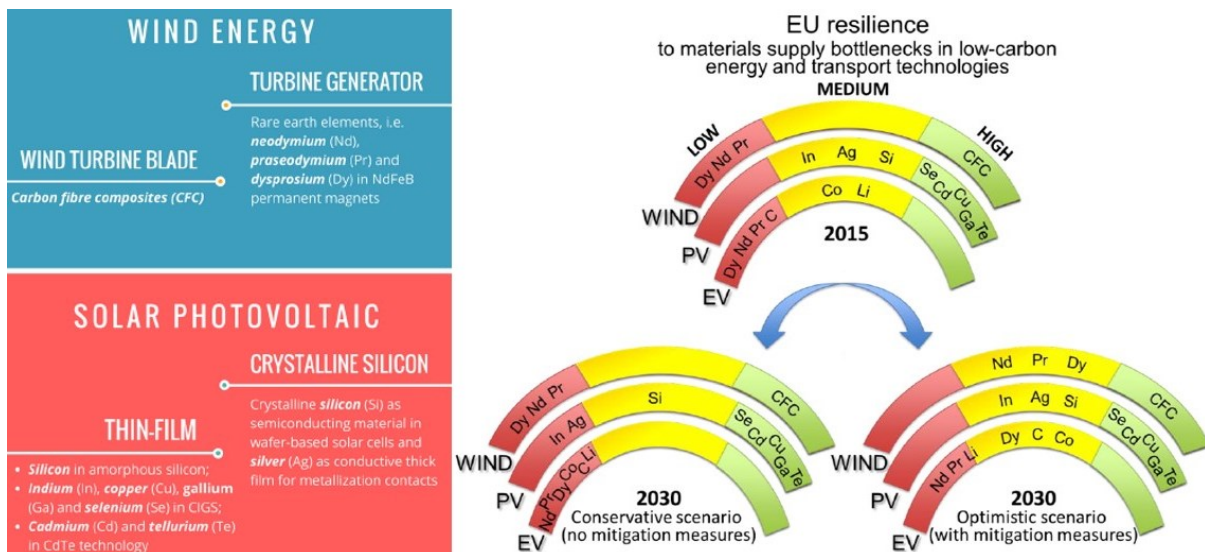 WIND ENERGY
TURBINE GENERATOR
Rare earth elements, i.e.
neodymium (Nd),
praseodymium (Pr) and
dysprosium (Dy) in NdFeB
permanent magnets
WIND TURBINE BLADE
Carbon fibre composites (CFC)
SOLAR PHOTOVOLTAIC
CRYSTALLINE SILICON
Crystalline silicon (Si) as
semiconducting material in
wafer-based solar cells and
silver (Ag) as conductive thick
film for metallization contacts
THIN-FILM
• Silicon in amorphous silicon;
• Indium (In), copper (Cu), gallium
(Ga) and selenium (Se) in CIGS;
• Cadmium (Cd) and tellurium (Te)
in CdTe technology
EU resilience
to materials supply bottlenecks in low-carbon
energy and transport technologies
LOW
MEDIUM
HIGH
Dy Nd Pr
CFC
WIND
In Ag Si
Se Cd Cu Ga Te
PV
Dy Nd Pr C
Co Li
EV
2015
Dy Nd Pr
CFC
WIND
In Ag
Si
Se Cd Cu Ga Te
PV
Nd Pr Dy Co C Li
EV
2030
Conservative scenario
(no mitigation measures)
Nd Pr Dy
CFC
WIND
In Ag Si
Se Cd Cu Ga Te
PV
Nd Pr Li
Dy C Co
EV
2030
Optimistic scenario
(with mitigation measures)